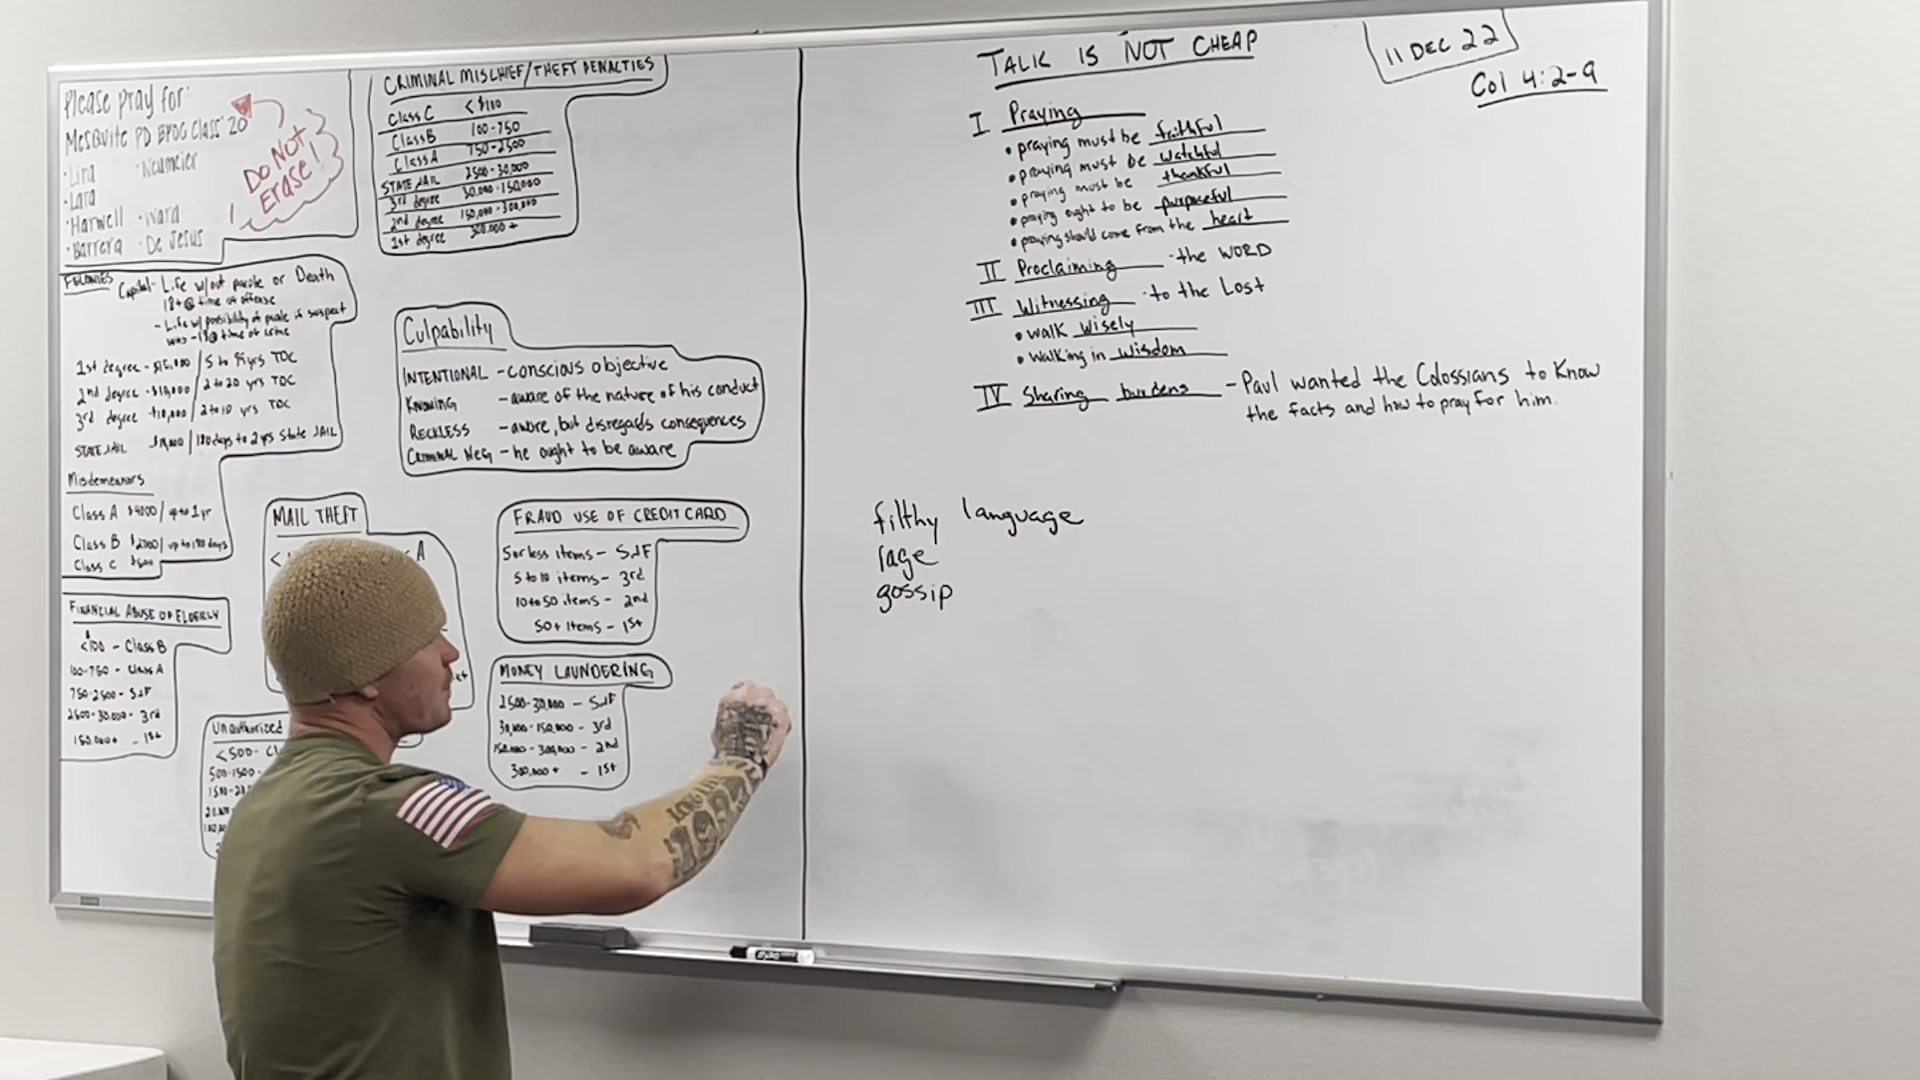 Please pray for:
Mesquite PD BPOC Class 20
DO NOT
ERASE!
·Lira ·Neumeier
·Lara
·Harwell ·Ward
·Barrera ·De Jesus
CRIMINAL MISCHIEF/THEFT PENALTIES
Class C < $100
Class B 100-750
Class A 750-2500
STATE JAIL 2500-30,000
3rd degree 30,000-150,000
2nd degree 150,000-300,000
1st degree 300,000 +
FELONIES
Capital- Life w/out parole or Death
18+@ time of offense
- Life w/ possibility of parole if suspect
was -18@ time of crime
1st degree - / 5 to 99yrs TDC
2nd degree - $10,000 / 2 to 20 yrs TDC
3rd degree - $10,000 / 2 to 10 yrs TDC
STATE JAIL / 180 days to 2 yrs State JAIL
Misdemeanors
Class A $4000/ up to 1 yr
Class B / up to 180 days
Class C $500
Culpability
INTENTIONAL - conscious objective
KNOWING - aware of the nature of his conduct
RECKLESS - aware, but disregards consequences
CRIMINAL NEG - he ought to be aware
MAIL THEFT
A
FRAUD USE OF CREDIT CARD
5 or less items - SJF
5 to 10 items - 3rd
10 to 50 items - 2nd
50+ items - 1st
FINANCIAL ABUSE OF ELDERLY
<100 - Class B
100-750 - Class A
750-2500 - SJF
2500-30,000 - 3rd
150,000+ - 1st
Unauthorized
<500- CL
500-1500-
MONEY LAUNDERING
2500-30,000 - SJF
30,000-150,000 - 3rd
150,000-300,000 - 2nd
300,000+ - 1st
TALK IS NOT CHEAP
11 DEC 22
Col 4:2-9
I Praying
• praying must be faithful
• praying must be watchful
• praying must be thankful
• praying ought to be purposeful
• praying should come from the heart
II Proclaiming - the WORD
III Witnessing - to the Lost
• walk wisely
• walking in wisdom
IV Sharing burdens - Paul wanted the Colossians to Know
the facts and how to pray for him.
filthy language
rage
gossip
EXPO